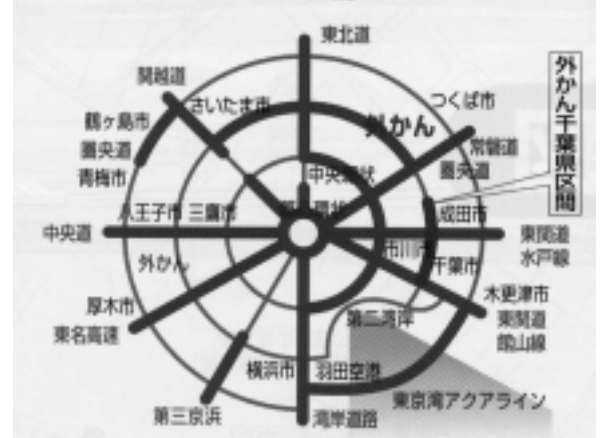 東北道
関越道
さいたま市
つくば市
外かん
鶴ヶ島市
圏央道
青梅市
常磐道
圏央道
外かん千葉県区間
中央環状
八王子市
三鷹市
成田市
中央道
東関道
水戸線
市川市
外かん
千葉市
厚木市
東名高速
木更津市
東関道
館山線
第二湾岸
横浜市
羽田空港
東京湾アクアライン
第三京浜
湾岸道路